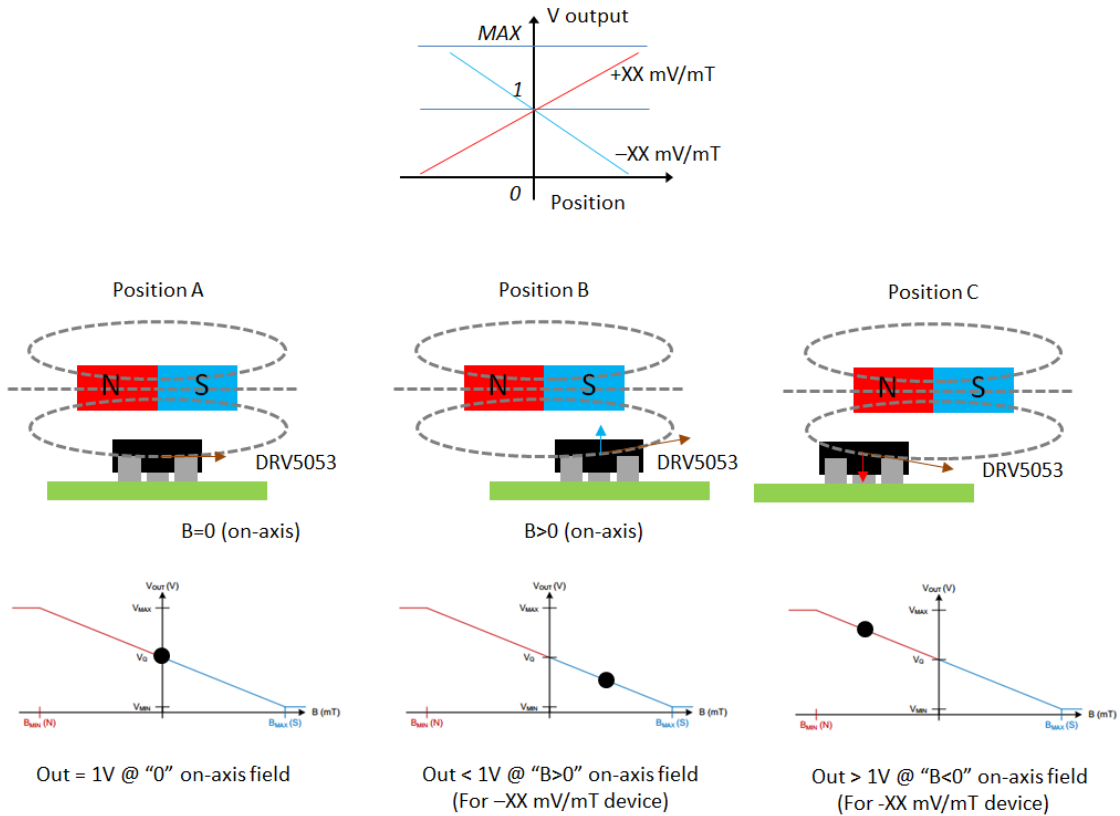 V output
MAX
+XX mV/mT
1
–XX mV/mT
0
Position
Position A
Position B
Position C
N S
N S
N S
DRV5053
DRV5053
DRV5053
B=0 (on-axis)
B>0 (on-axis)
VOUT (V)
VMAX
VQ
VMIN
B (mT)
BMIN (N)
BMAX (S)
VOUT (V)
VMAX
VQ
VMIN
B (mT)
BMIN (N)
BMAX (S)
VOUT (V)
VMAX
VQ
VMIN
B (mT)
BMIN (N)
BMAX (S)
Out = 1V @ “0” on-axis field
Out < 1V @ “B>0” on-axis field
(For –XX mV/mT device)
Out > 1V @ “B<0” on-axis field
(For -XX mV/mT device)